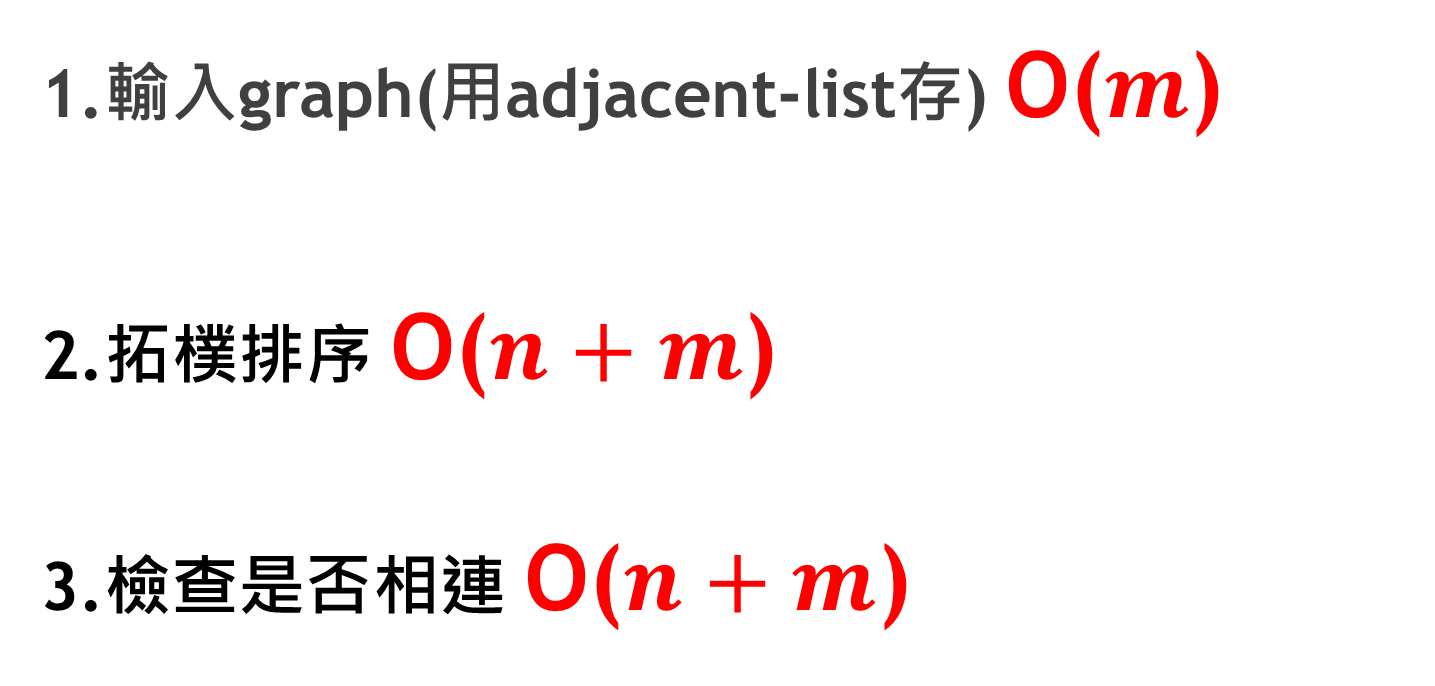 1.輸入graph(用adjacent-list存) O(m)
2.拓樸排序 O(n + m)
3.檢查是否相連 O(n + m)